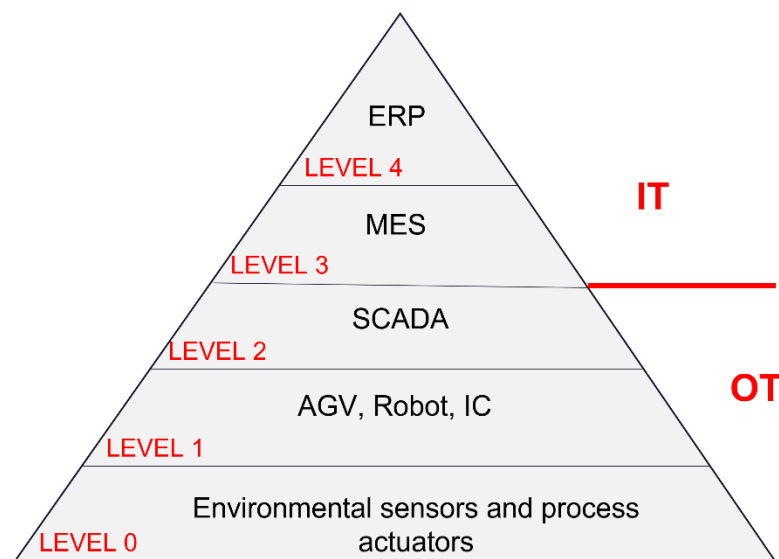 ERP
LEVEL 4
IT
MES
LEVEL 3
SCADA
LEVEL 2
OT
AGV, Robot, IC
LEVEL 1
Environmental sensors and process
actuators
LEVEL 0